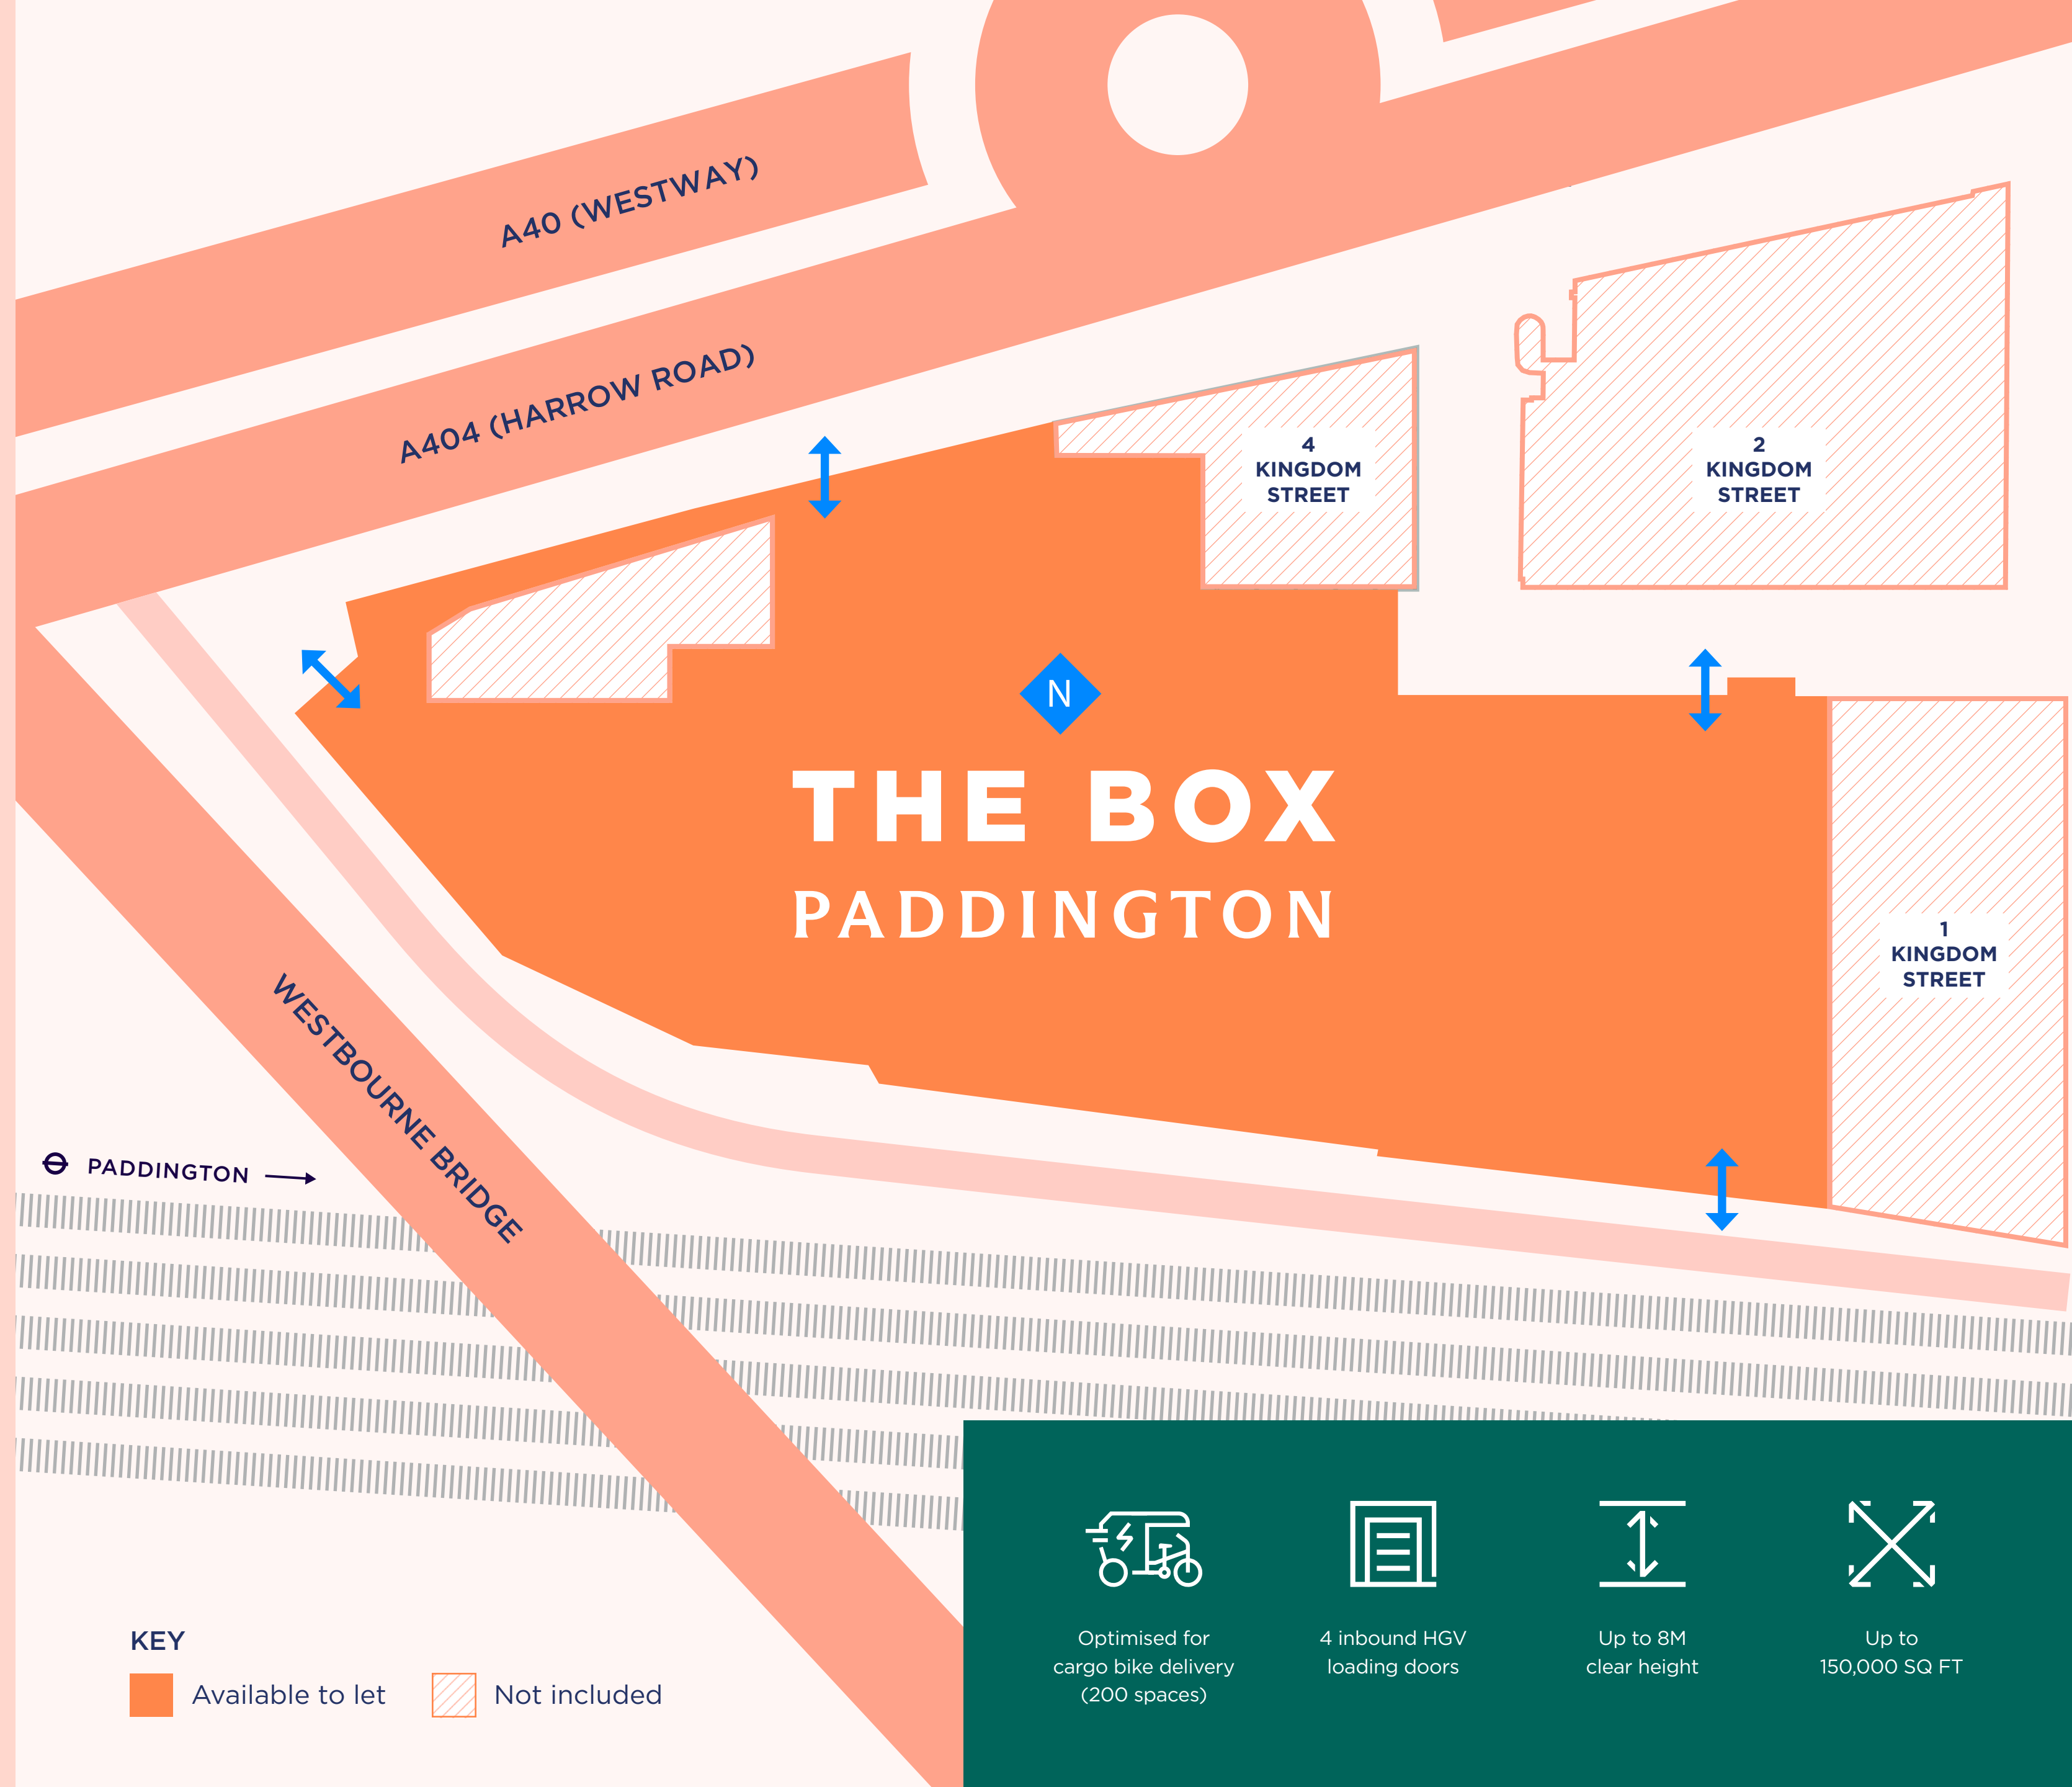 A40 (WESTWAY)
A404 (HARROW ROAD)
4
KINGDOM
STREET
2
KINGDOM
STREET
N
THE BOX
PADDINGTON
1
KINGDOM
STREET
WESTBOURNE BRIDGE
PADDINGTON
KEY
Available to let
Not included
Optimised for
cargo bike delivery
(200 spaces)
4 inbound HGV
loading doors
Up to 8M
clear height
Up to
150,000 SQ FT